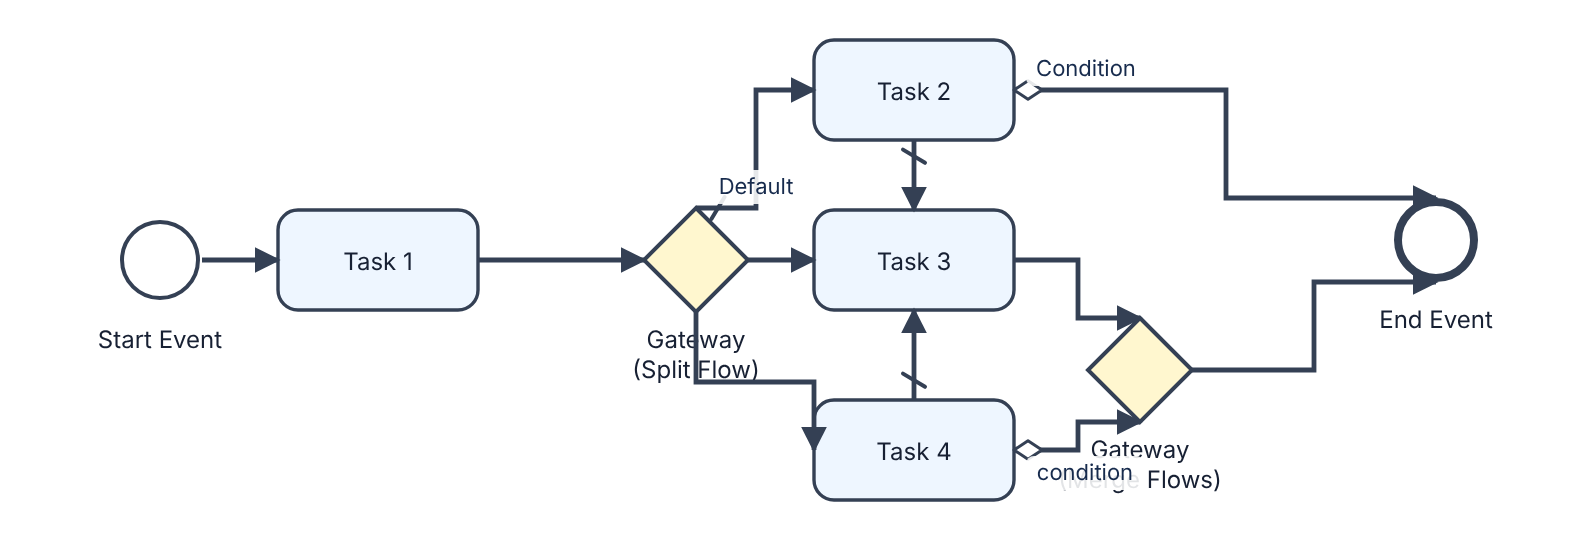 Task 2
Condition
Default
Start Event
Task 1
Gateway
(Split Flow)
Task 3
End Event
Task 4
condition
Gateway
(Merge Flows)